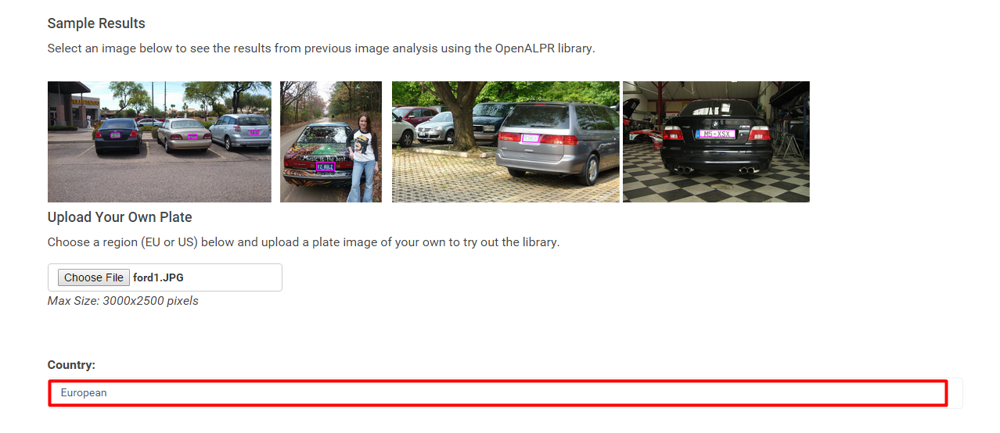 Sample Results
Select an image below to see the results from previous image analysis using the OpenALPR library.
Music is the best
FZ RULZ
M5-XSX
Upload Your Own Plate
Choose a region (EU or US) below and upload a plate image of your own to try out the library.
Choose File ford1.JPG
Max Size: 3000x2500 pixels
Country:
European